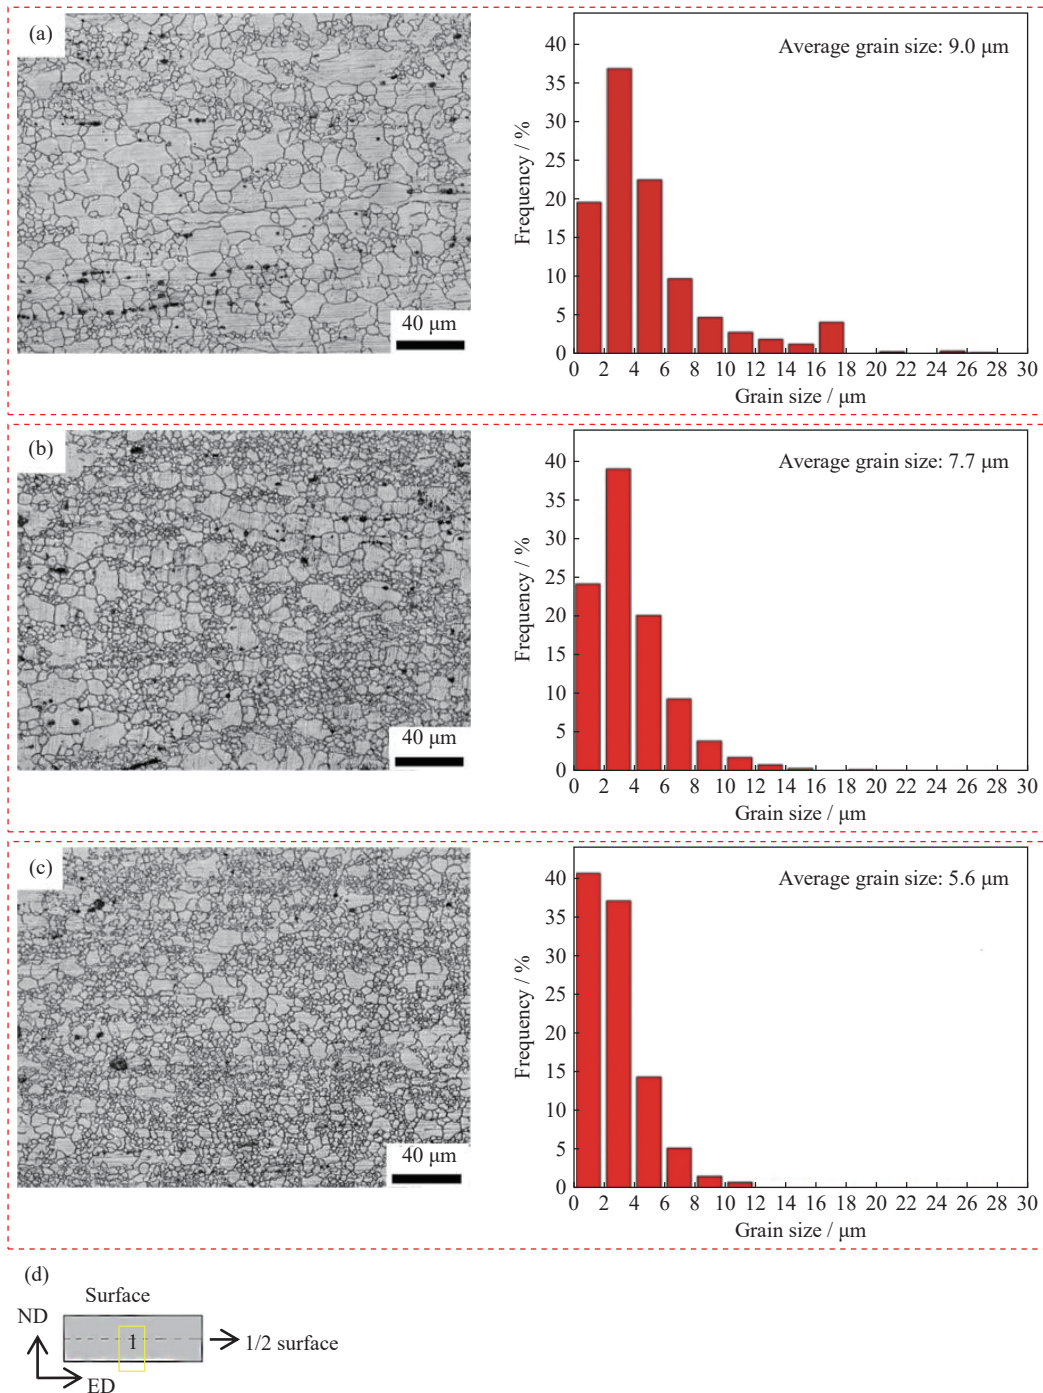 (a)
40 μm
Average grain size: 9.0 μm
Frequency / %
40
35
30
25
20
15
10
5
0
0 2 4 6 8 10 12 14 16 18 20 22 24 26 28 30
Grain size / μm
(b)
40 μm
Average grain size: 7.7 μm
Frequency / %
40
35
30
25
20
15
10
5
0
0 2 4 6 8 10 12 14 16 18 20 22 24 26 28 30
Grain size / μm
(c)
40 μm
Average grain size: 5.6 μm
Frequency / %
40
35
30
25
20
15
10
5
0
0 2 4 6 8 10 12 14 16 18 20 22 24 26 28 30
Grain size / μm
(d)
Surface
ND
1
1/2 surface
ED